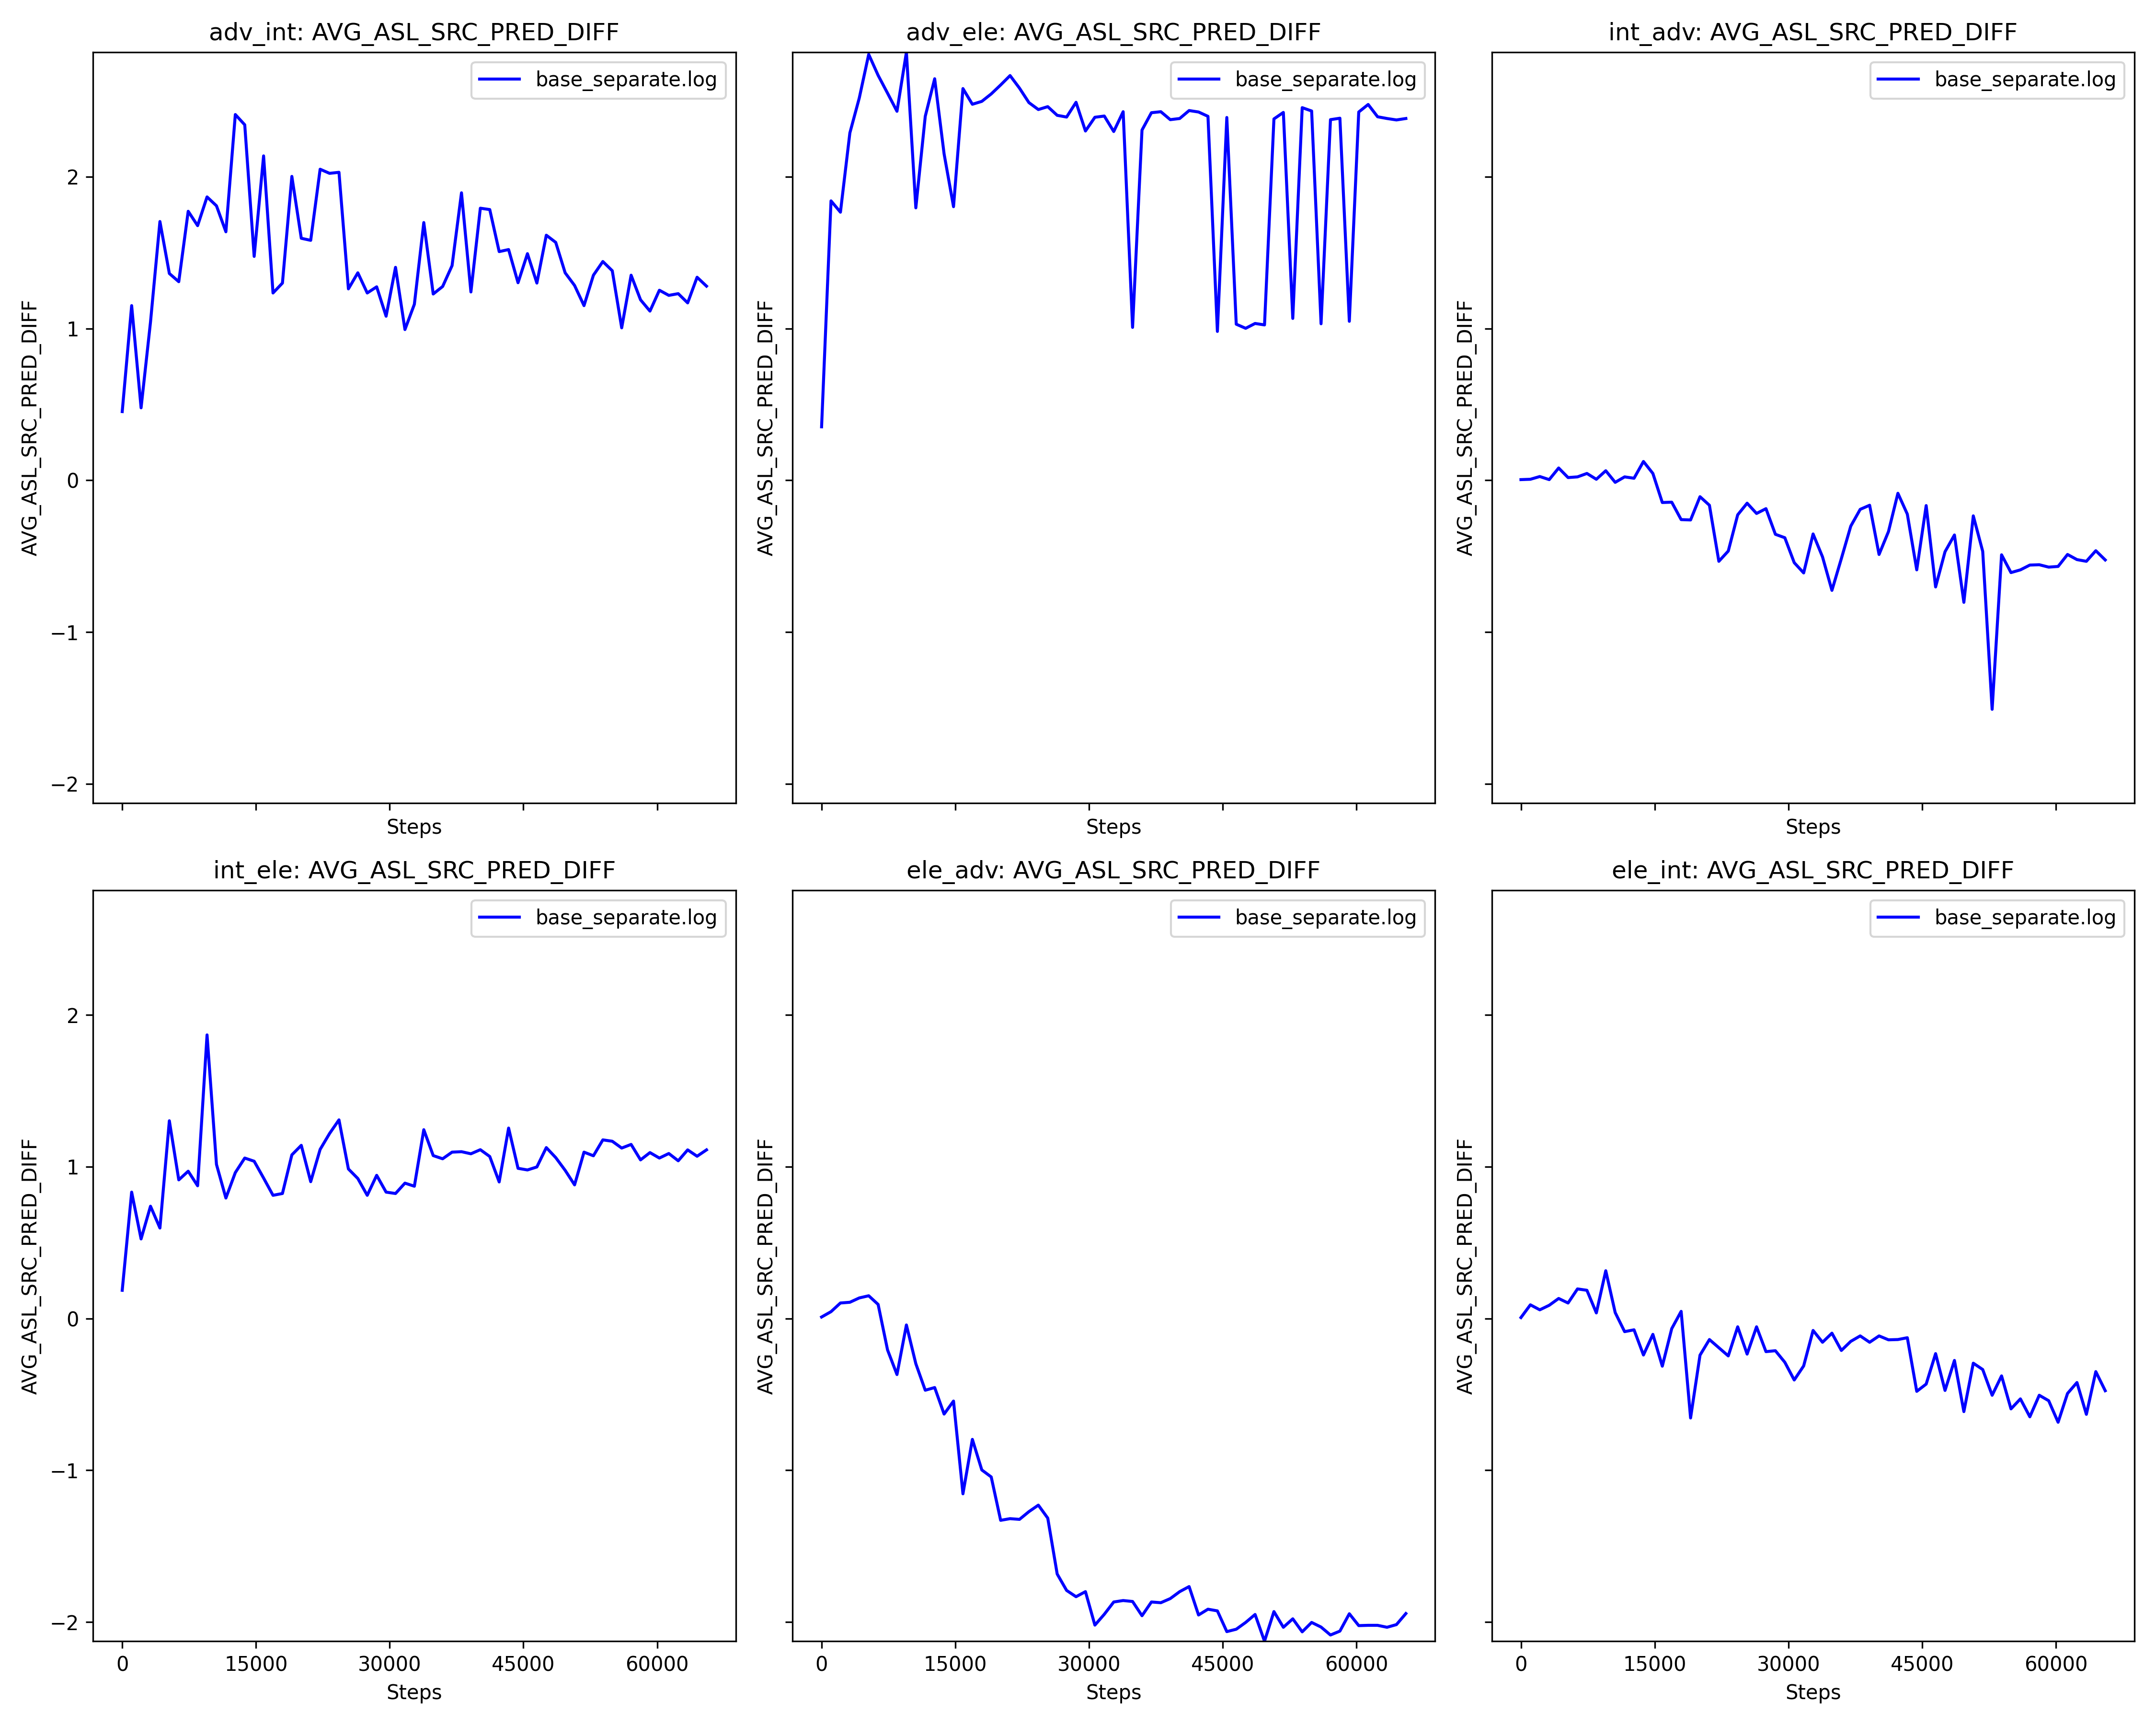 adv_int: AVG_ASL_SRC_PRED_DIFF
adv_ele: AVG_ASL_SRC_PRED_DIFF
int_adv: AVG_ASL_SRC_PRED_DIFF
base_separate.log
base_separate.log
base_separate.log
AVG_ASL_SRC_PRED_DIFF
AVG_ASL_SRC_PRED_DIFF
AVG_ASL_SRC_PRED_DIFF
2
1
0
−1
−2
Steps
Steps
Steps
int_ele: AVG_ASL_SRC_PRED_DIFF
ele_adv: AVG_ASL_SRC_PRED_DIFF
ele_int: AVG_ASL_SRC_PRED_DIFF
base_separate.log
base_separate.log
base_separate.log
AVG_ASL_SRC_PRED_DIFF
AVG_ASL_SRC_PRED_DIFF
AVG_ASL_SRC_PRED_DIFF
2
1
0
−1
−2
0 15000 30000 45000 60000
0 15000 30000 45000 60000
0 15000 30000 45000 60000
Steps
Steps
Steps